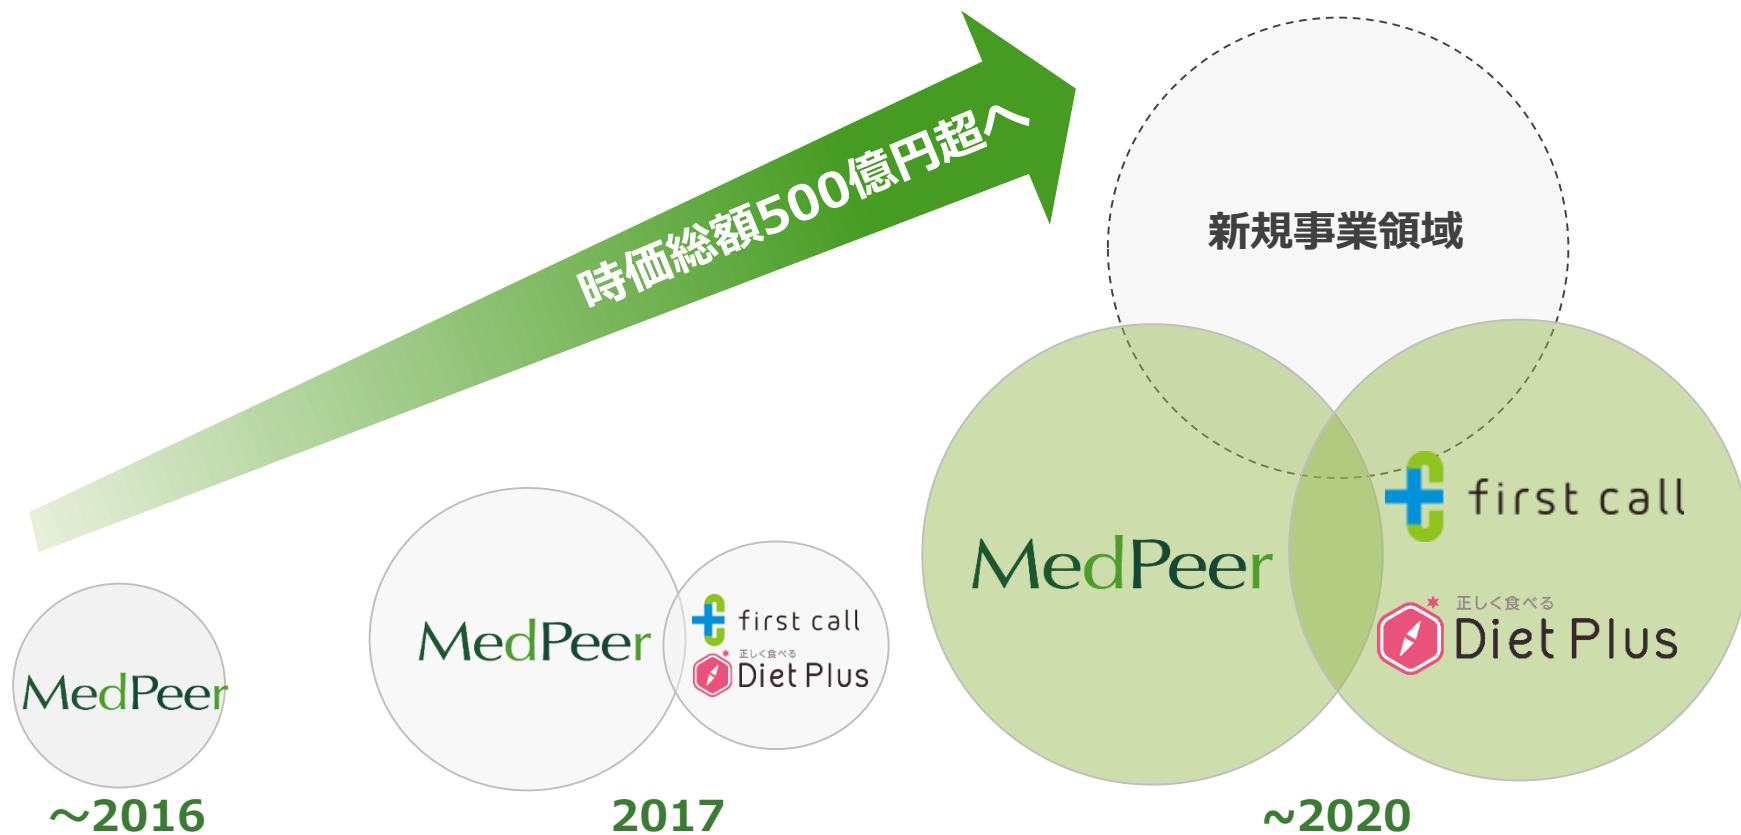 時価総額500億円超へ
新規事業領域
MedPeer
MedPeer
first call
正しく食べる
Diet Plus
MedPeer
first call
正しく食べる
Diet Plus
～2016
2017
~2020